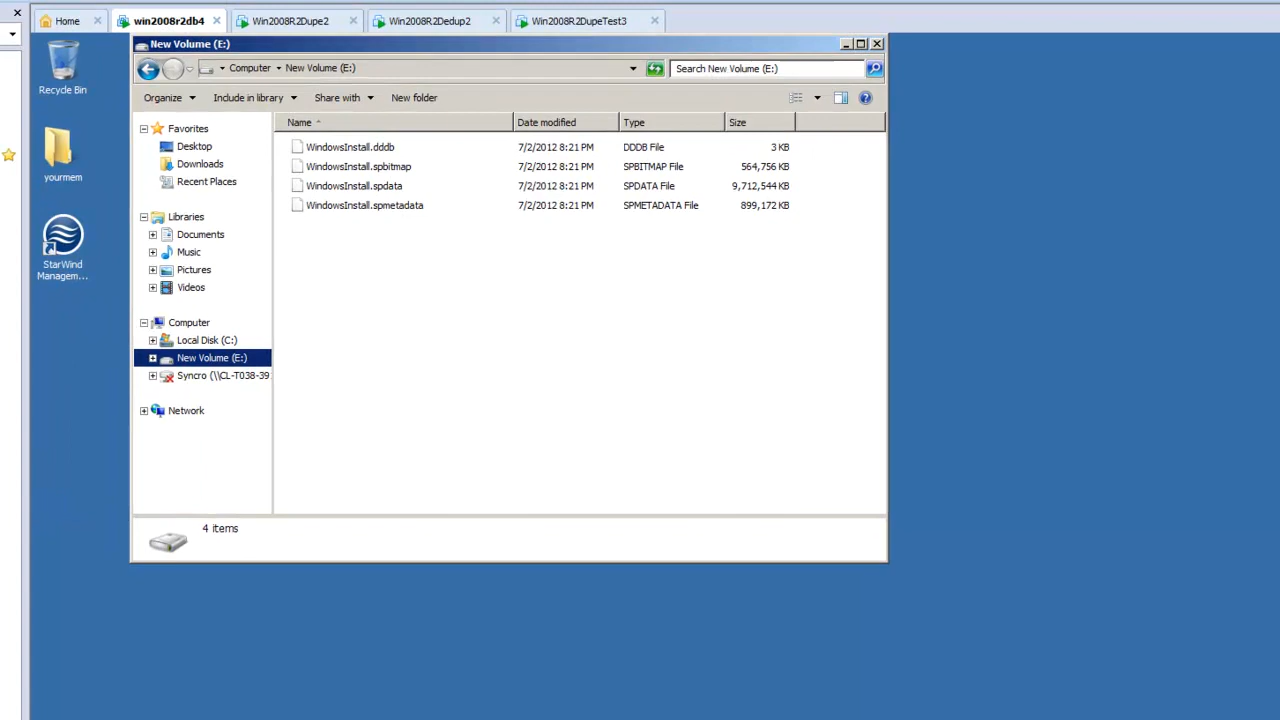 Home
win2008r2db4
Win2008R2Dupe2
Win2008R2Dedup2
Win2008R2DupeTest3
Recycle Bin
yourmem
StarWind
Managem...
New Volume (E:)
Computer
New Volume (E:)
Search New Volume (E:)
Organize
Include in library
Share with
New folder
Favorites
Desktop
Downloads
Recent Places
Libraries
Documents
Music
Pictures
Videos
Computer
Local Disk (C:)
New Volume (E:)
Syncro (\\CL-T038-39
Network
Name Date modified Type Size
WindowsInstall.dddb 7/2/2012 8:21 PM DDDB File 3 KB
WindowsInstall.spbitmap 7/2/2012 8:21 PM SPBITMAP File 564,756 KB
WindowsInstall.spdata 7/2/2012 8:21 PM SPDATA File 9,712,544 KB
WindowsInstall.spmetadata 7/2/2012 8:21 PM SPMETADATA File 899,172 KB
4 items